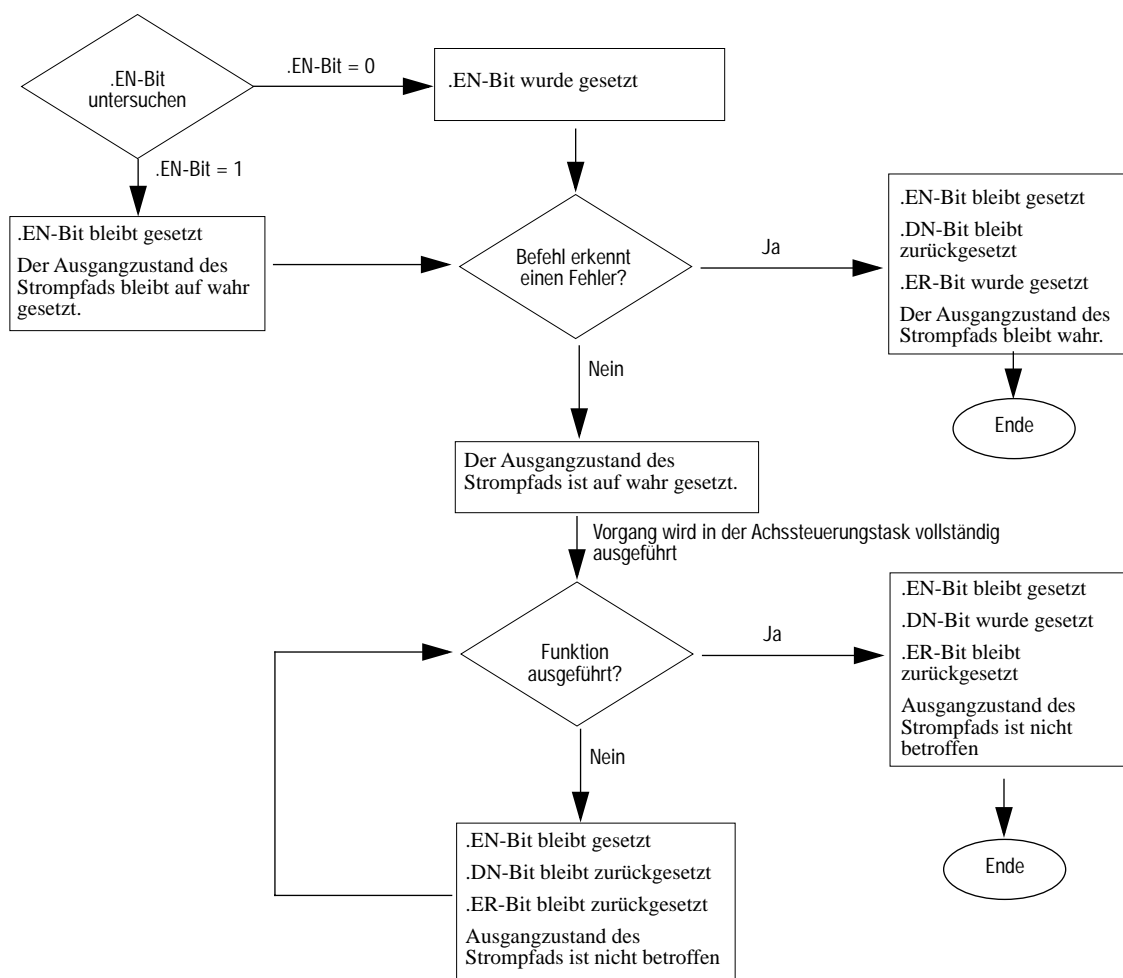 .EN-Bit
untersuchen
.EN-Bit = 0
.EN-Bit wurde gesetzt
.EN-Bit = 1
.EN-Bit bleibt gesetzt
Der Ausgangzustand des
Strompfads bleibt auf wahr
gesetzt.
Befehl erkennt
einen Fehler?
Ja
.EN-Bit bleibt gesetzt
.DN-Bit bleibt
zurückgesetzt
.ER-Bit wurde gesetzt
Der Ausgangzustand des
Strompfads bleibt wahr.
Ende
Nein
Der Ausgangzustand des
Strompfads ist auf wahr gesetzt.
Vorgang wird in der Achssteuerungstask vollständig
ausgeführt
Funktion
ausgeführt?
Ja
.EN-Bit bleibt gesetzt
.DN-Bit wurde gesetzt
.ER-Bit bleibt
zurückgesetzt
Ausgangzustand des
Strompfads ist nicht
betroffen
Ende
Nein
.EN-Bit bleibt gesetzt
.DN-Bit bleibt zurückgesetzt
.ER-Bit bleibt zurückgesetzt
Ausgangzustand des
Strompfads ist nicht betroffen